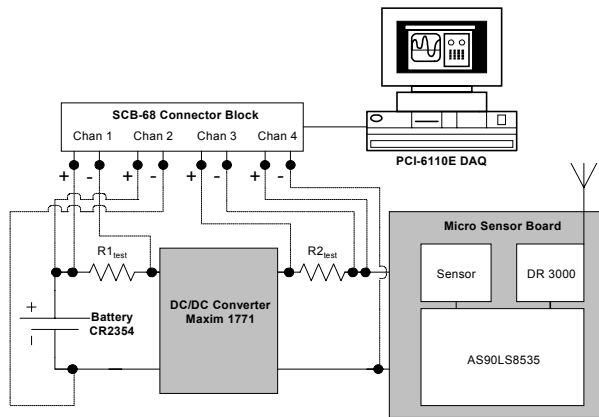 SCB-68 Connector Block
Chan 1 Chan 2 Chan 3 Chan 4
PCI-6110E DAQ
+ - + - + - + -
R1test
R2test
Micro Sensor Board
Sensor
DR 3000
DC/DC Converter
Maxim 1771
+
Battery
CR2354
−
AS90LS8535